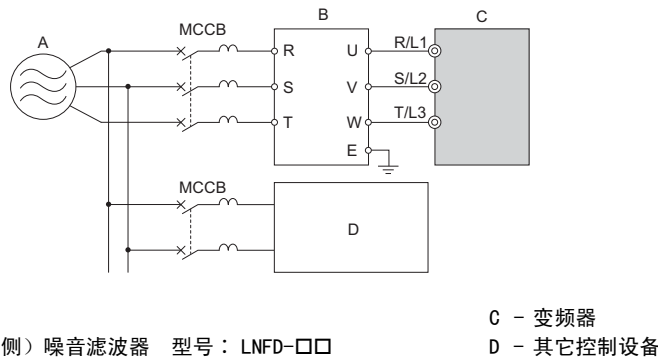 A
MCCB
B
C
R
U
R/L1
S
V
S/L2
T
W
T/L3
E
MCCB
D
C - 变频器
侧）噪音滤波器 型号：LNFD-□□
D - 其它控制设备